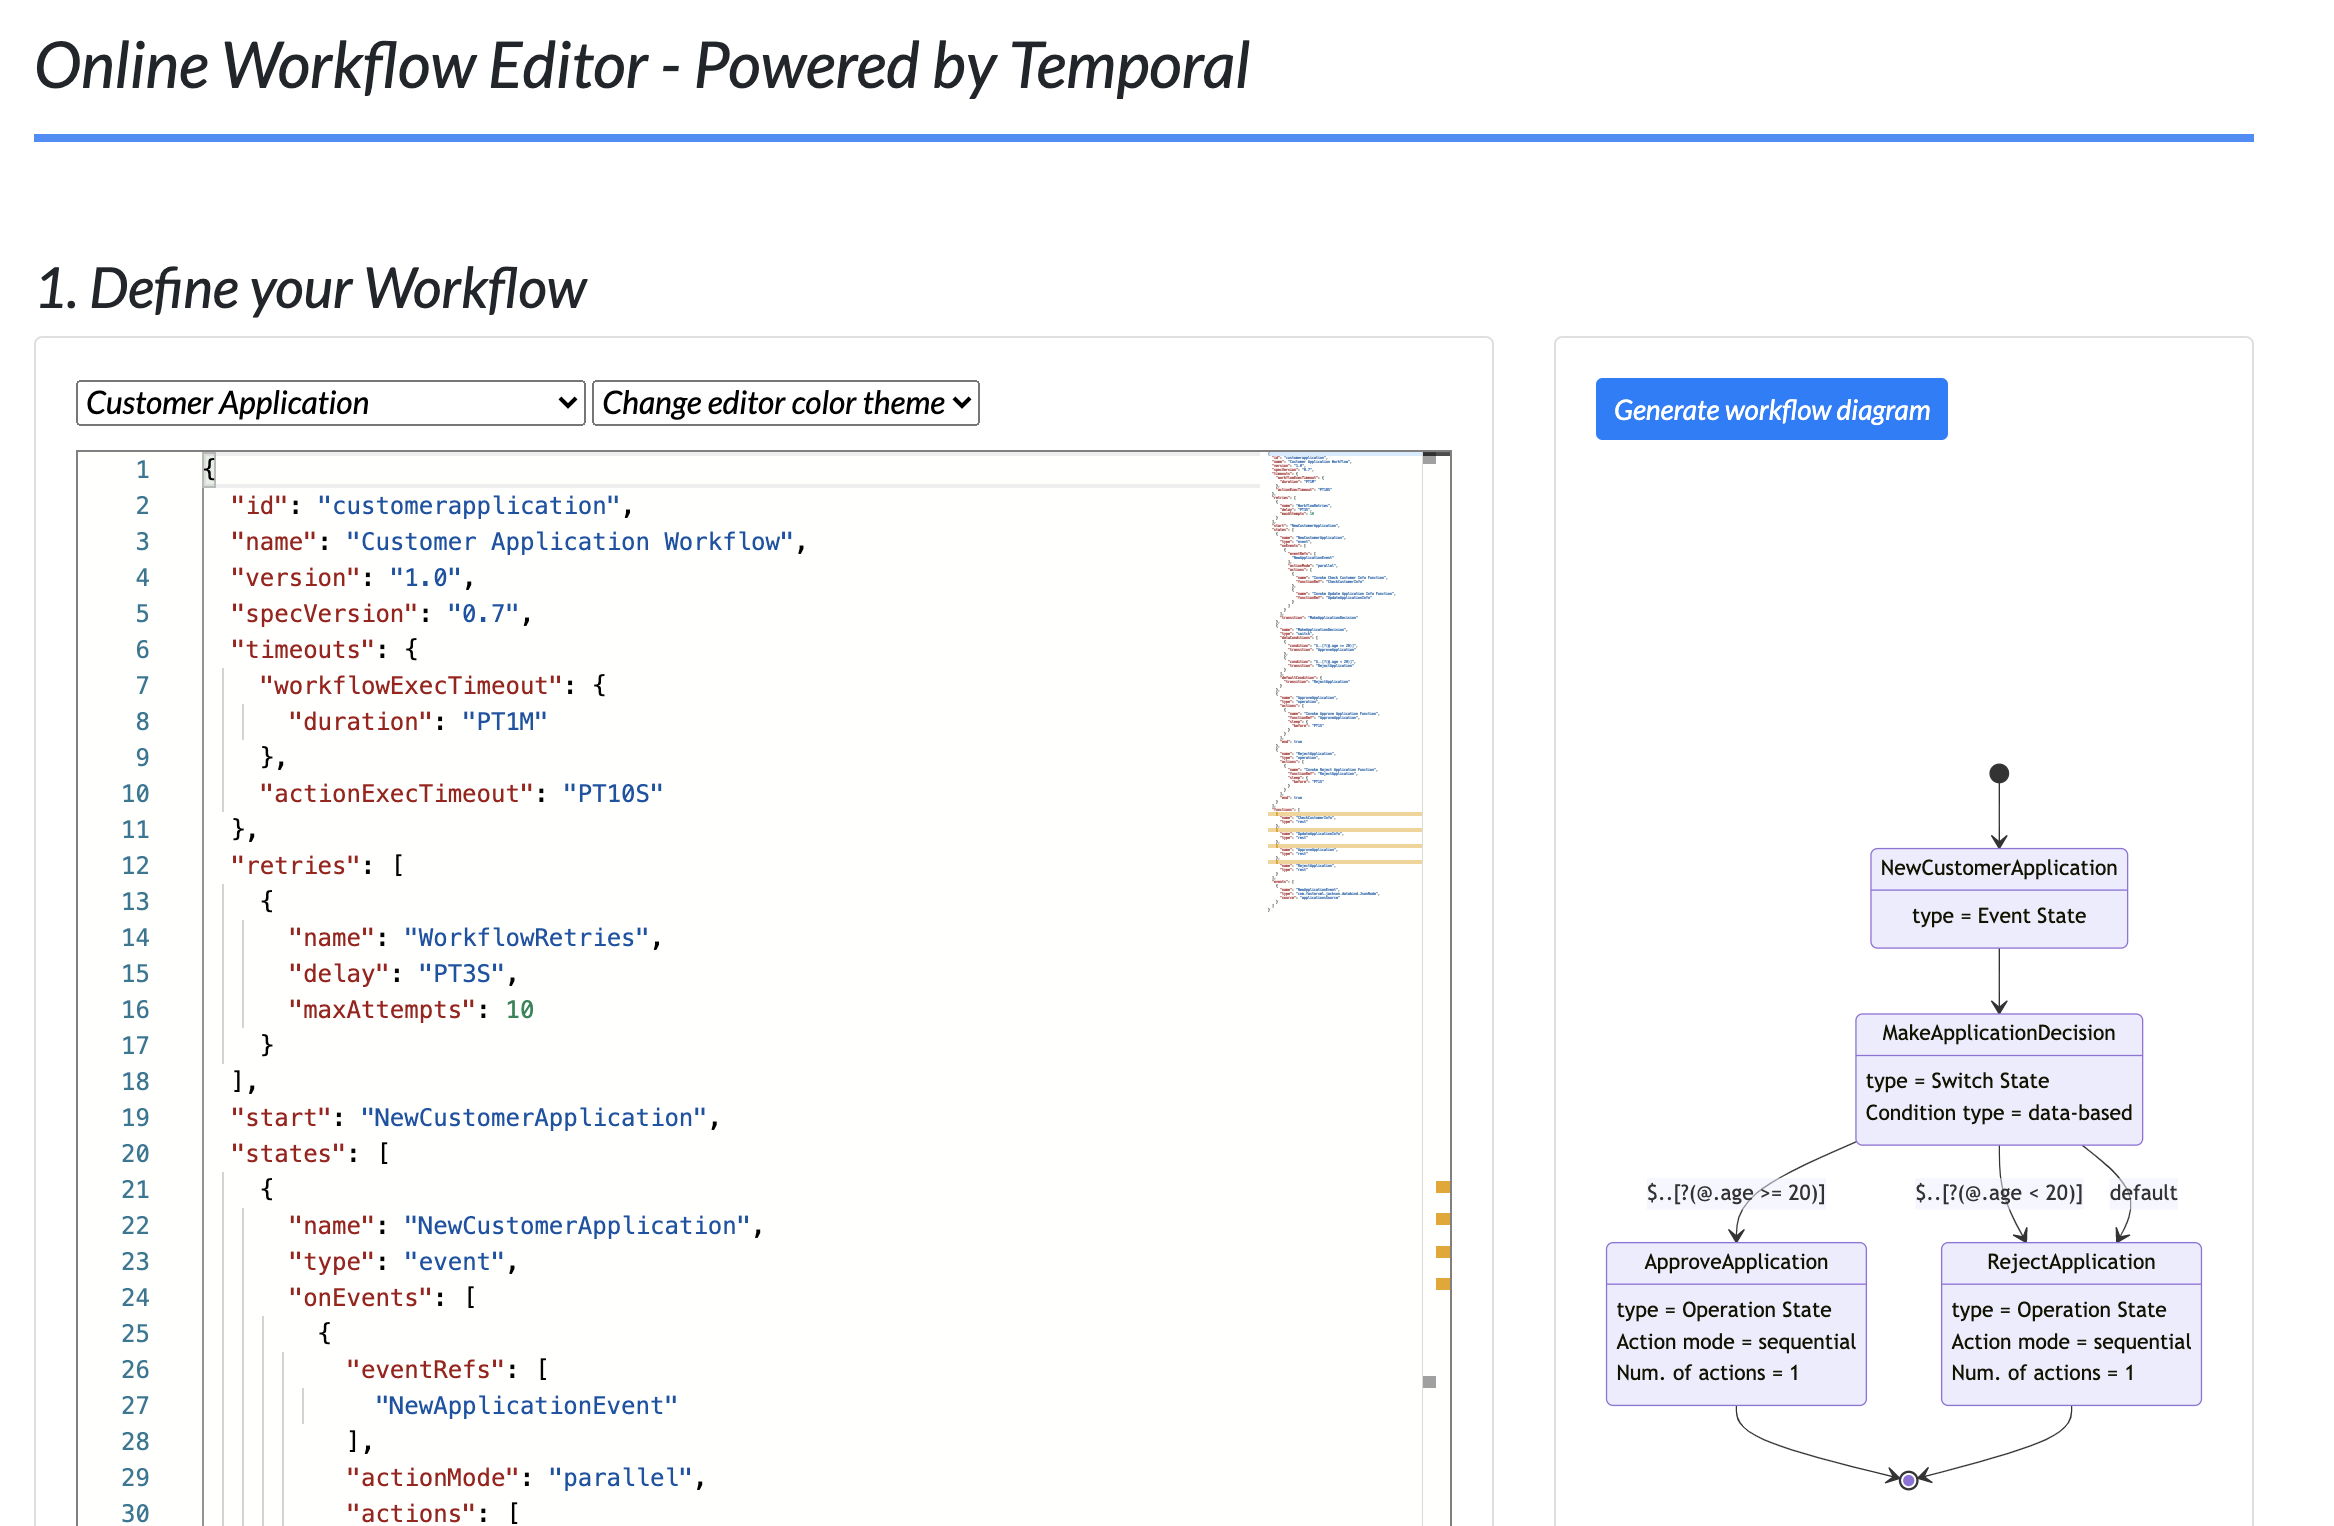 Online Workflow Editor - Powered by Temporal
1. Define your Workflow
Customer Application
Change editor color theme
1 {
2 "id": "customerapplication",
3 "name": "Customer Application Workflow",
4 "version": "1.0",
5 "specVersion": "0.7",
6 "timeouts": {
7 "workflowExecTimeout": {
8 "duration": "PT1M"
9 },
10 "actionExecTimeout": "PT10S"
11 },
12 "retries": [
13 {
14 "name": "WorkflowRetries",
15 "delay": "PT3S",
16 "maxAttempts": 10
17 }
18 ],
19 "start": "NewCustomerApplication",
20 "states": [
21 {
22 "name": "NewCustomerApplication",
23 "type": "event",
24 "onEvents": [
25 {
26 "eventRefs": [
27 "NewApplicationEvent"
28 ],
29 "actionMode": "parallel",
30 "actions": [
Generate workflow diagram
NewCustomerApplication
type = Event State
MakeApplicationDecision
type = Switch State
Condition type = data-based
$..[?(@.age >= 20)]
$..[?(@.age < 20)]
default
ApproveApplication
type = Operation State
Action mode = sequential
Num. of actions = 1
RejectApplication
type = Operation State
Action mode = sequential
Num. of actions = 1